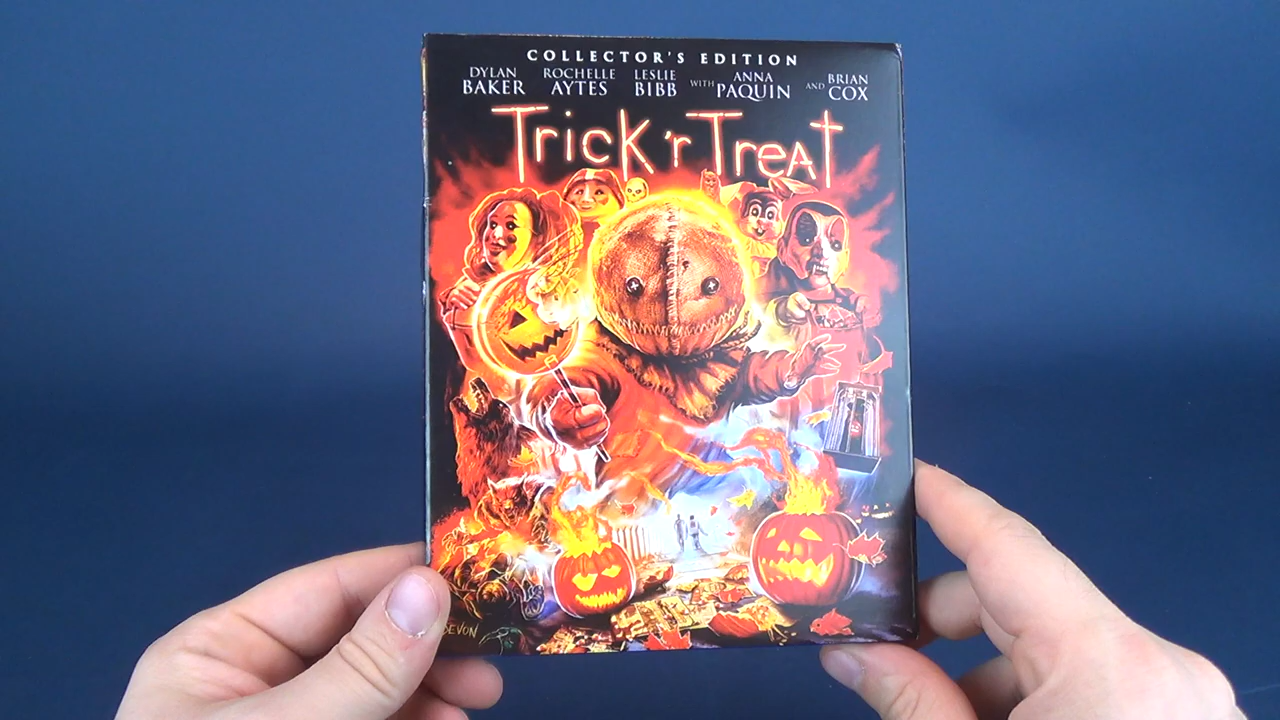 COLLECTOR'S EDITION
DYLAN BAKER ROCHELLE AYTES LESLIE BIBB WITH ANNA PAQUIN AND BRIAN COX
Trick 'r Treat
DEVON